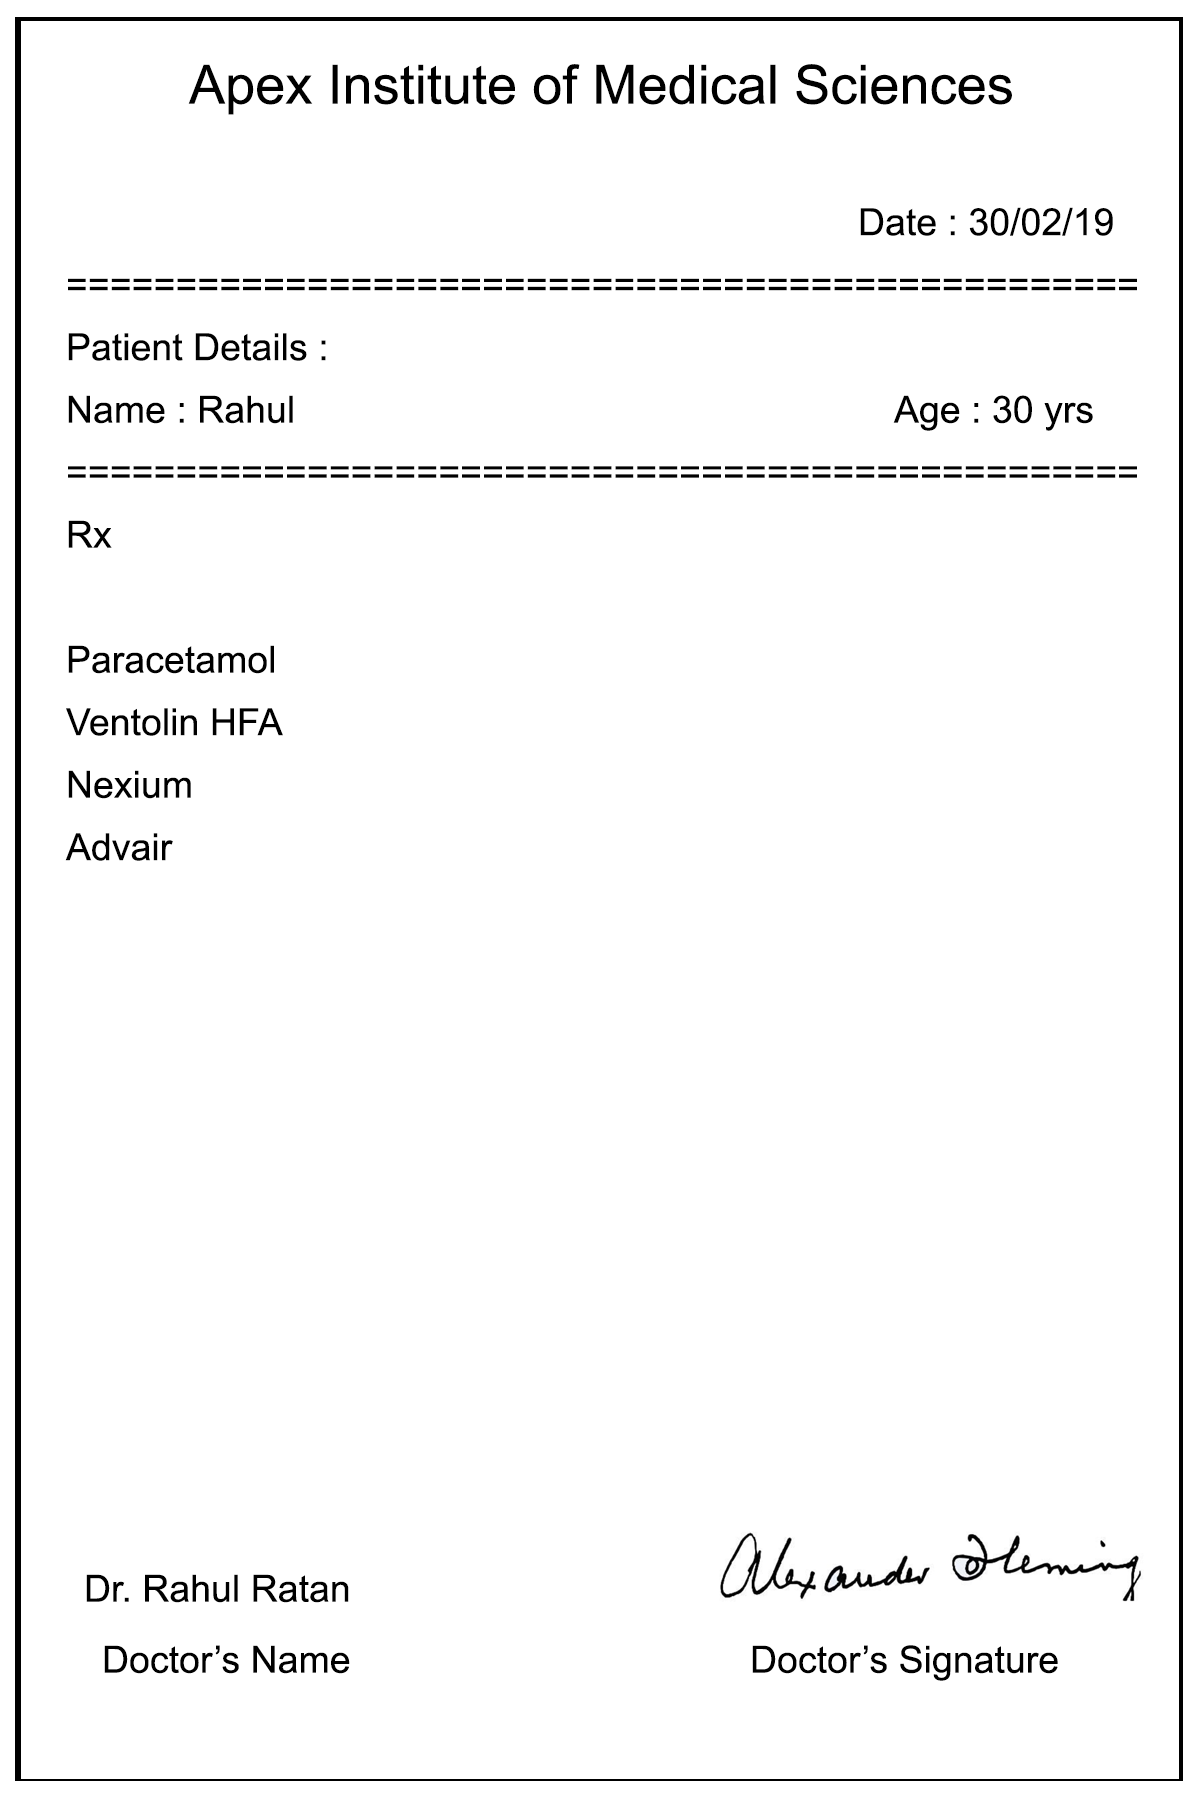 Apex Institute of Medical Sciences
Date : 30/02/19
=================================================
Patient Details :
Name : Rahul Age : 30 yrs
=================================================
Rx
Paracetamol
Ventolin HFA
Nexium
Advair
Dr. Rahul Ratan Alexander Fleming
Doctor’s Name Doctor’s Signature